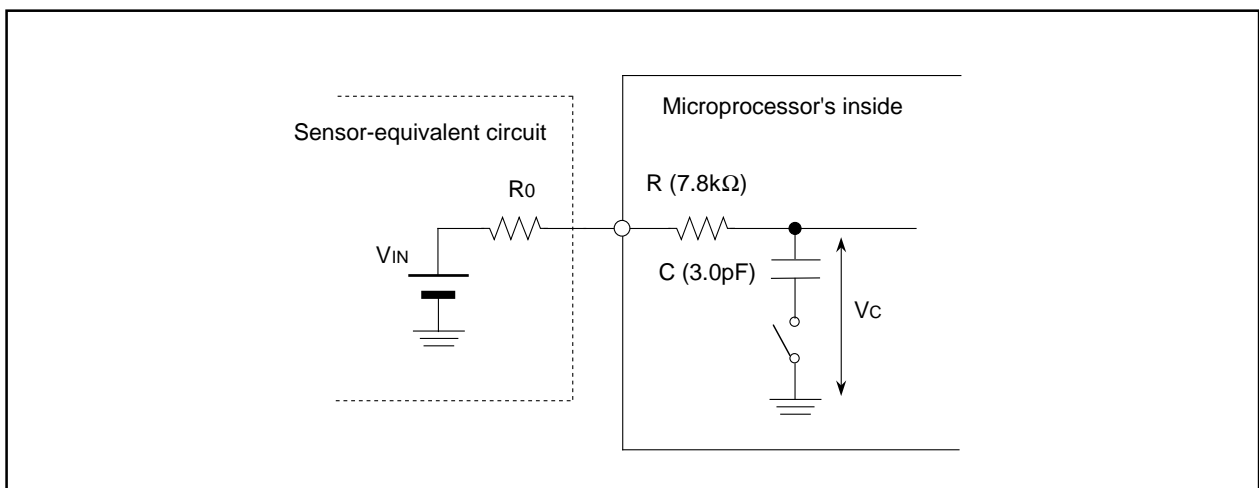 Microprocessor's inside
Sensor-equivalent circuit
R0
R (7.8kΩ)
VIN
C (3.0pF)
VC